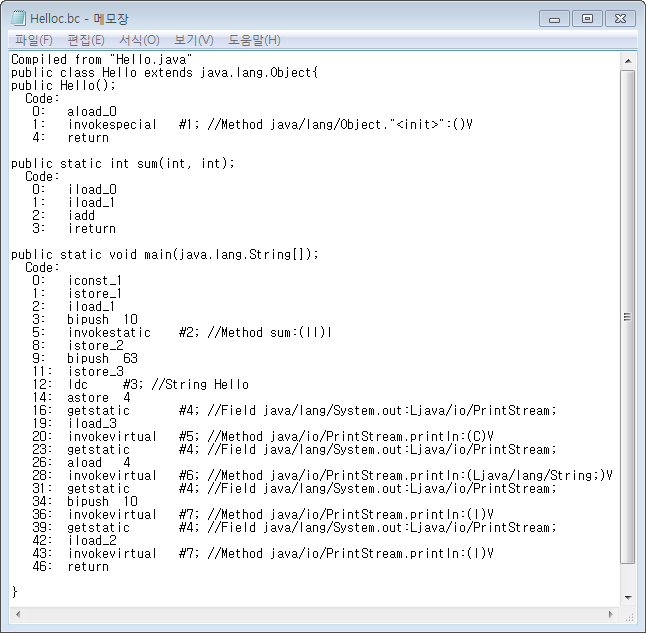 Helloc.bc - 메모장
파일(F) 편집(E) 서식(O) 보기(V) 도움말(H)
Compiled from "Hello.java"
public class Hello extends java.lang.Object{
public Hello();
  Code:
   0:   aload_0
   1:   invokespecial   #1; //Method java/lang/Object."<init>":()V
   4:   return

public static int sum(int, int);
  Code:
   0:   iload_0
   1:   iload_1
   2:   iadd
   3:   ireturn

public static void main(java.lang.String[]);
  Code:
   0:   iconst_1
   1:   istore_1
   2:   iload_1
   3:   bipush  10
   5:   invokestatic    #2; //Method sum:(II)I
   8:   istore_2
   9:   bipush  63
   11:  istore_3
   12:  ldc     #3; //String Hello
   14:  astore  4
   16:  getstatic       #4; //Field java/lang/System.out:Ljava/io/PrintStream;
   19:  iload_3
   20:  invokevirtual   #5; //Method java/io/PrintStream.println:(C)V
   23:  getstatic       #4; //Field java/lang/System.out:Ljava/io/PrintStream;
   26:  aload   4
   28:  invokevirtual   #6; //Method java/io/PrintStream.println:(Ljava/lang/String;)V
   31:  getstatic       #4; //Field java/lang/System.out:Ljava/io/PrintStream;
   34:  bipush  10
   36:  invokevirtual   #7; //Method java/io/PrintStream.println:(I)V
   39:  getstatic       #4; //Field java/lang/System.out:Ljava/io/PrintStream;
   42:  iload_2
   43:  invokevirtual   #7; //Method java/io/PrintStream.println:(I)V
   46:  return

}